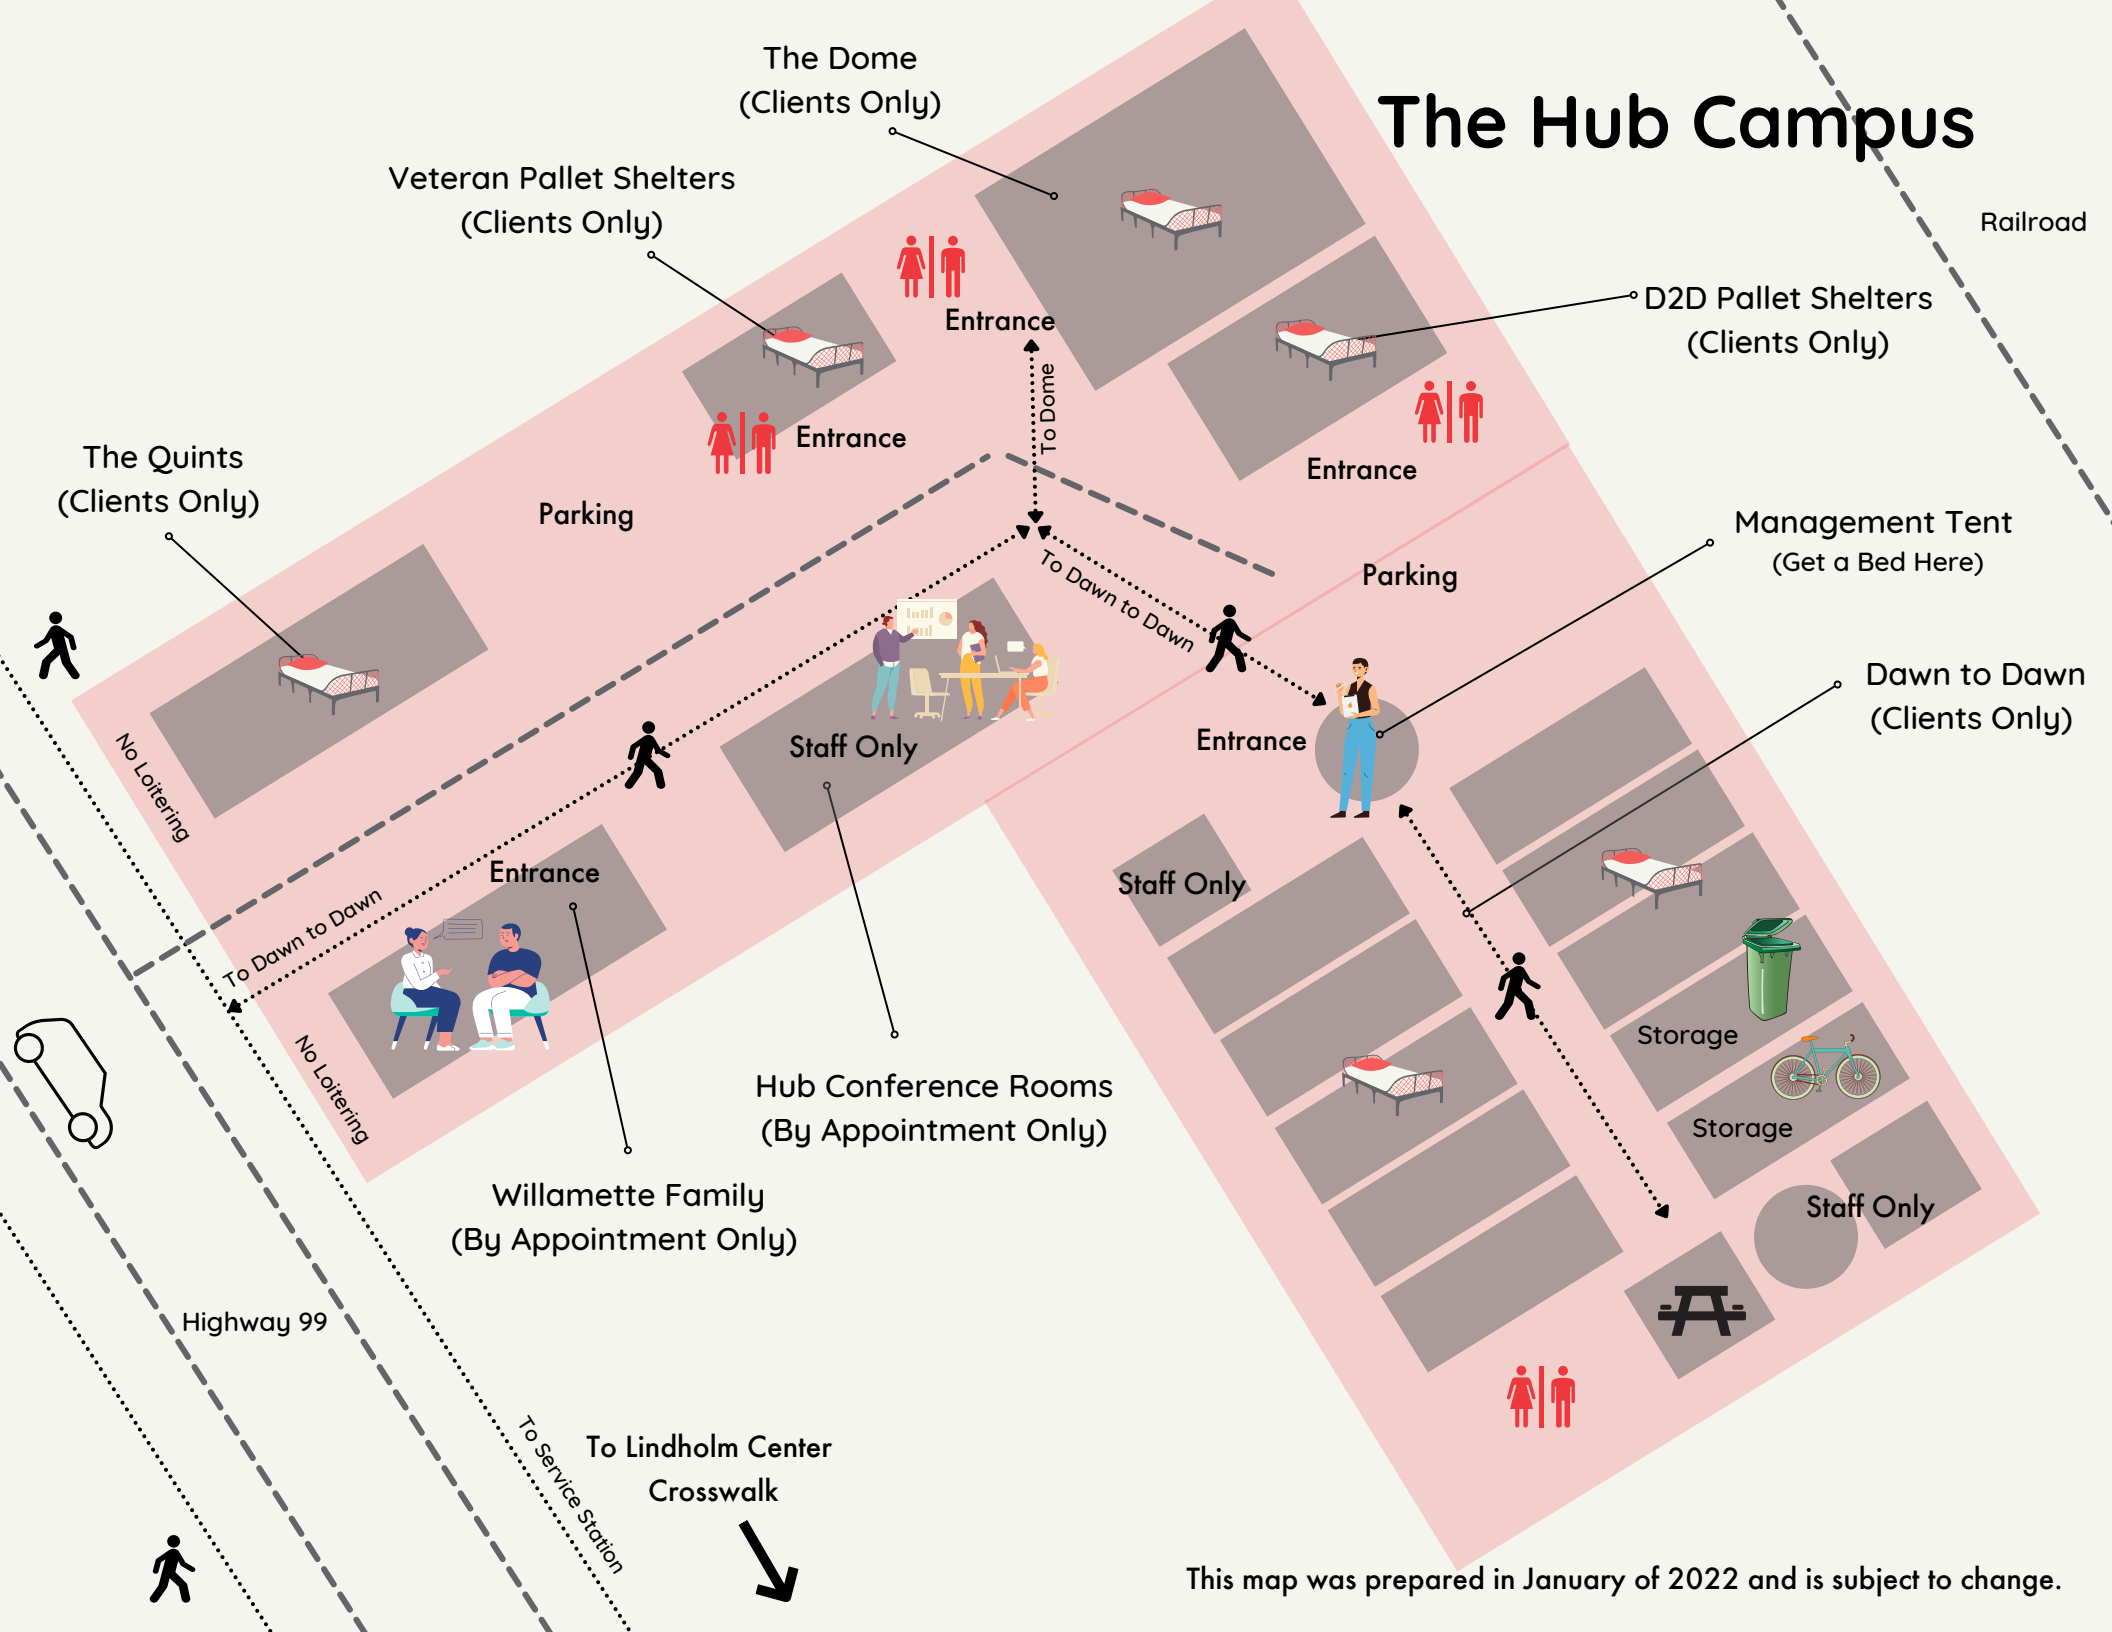 The Dome
(Clients Only)
The Hub Campus
Veteran Pallet Shelters
(Clients Only)
Railroad
D2D Pallet Shelters
(Clients Only)
Entrance
To Dome
The Quints
(Clients Only)
Entrance
Entrance
Parking
Management Tent
(Get a Bed Here)
To Dawn to Dawn
Parking
Dawn to Dawn
(Clients Only)
No Loitering
Staff Only
Entrance
Entrance
Staff Only
To Dawn to Dawn
No Loitering
Storage
Hub Conference Rooms
(By Appointment Only)
Storage
Willamette Family
(By Appointment Only)
Staff Only
Highway 99
To Service Station
To Lindholm Center
Crosswalk
This map was prepared in January of 2022 and is subject to change.